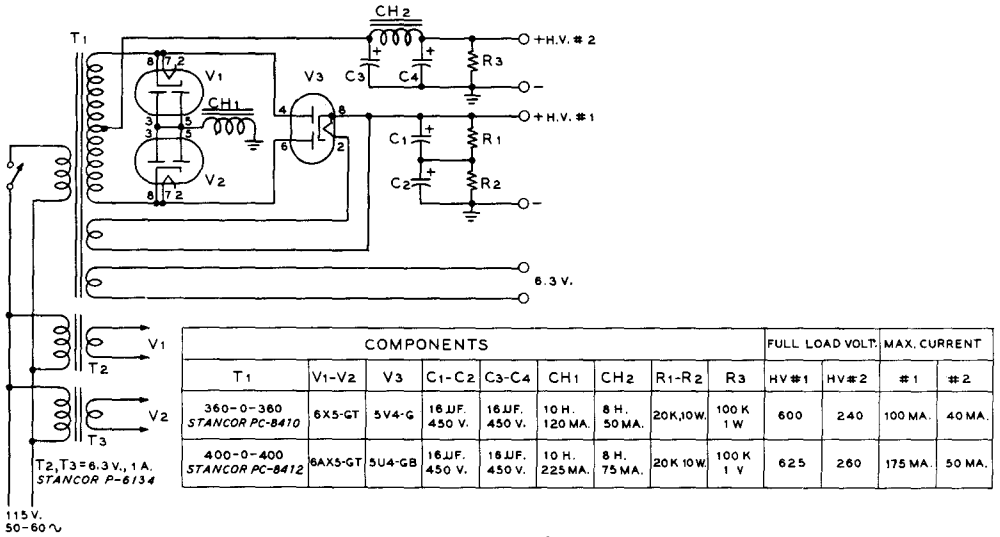 CH2
T1
+H.V. #2
8 7 2
V1
V3
C3
+
C4
+
R3
-
CH1
4
8
+H.V. #1
3 5
3 5
C1
+
R1
6
2
V2
C2
+
R2
8 7 2
-
6.3 V.
V1
T2
V2
T3
T2,T3=6.3 V., 1 A.
STANCOR P-6134
115 V.
50-60 ~
COMPONENTS FULL LOAD VOLT. MAX. CURRENT
T1 V1-V2 V3 C1-C2 C3-C4 CH1 CH2 R1-R2 R3 HV#1 HV#2 #1 #2
360-0-360
STANCOR PC-8410
6X5-GT
5V4-G
16 µF.
450 V.
16 µF.
450 V.
10 H.
120 MA.
8 H.
50 MA.
20K,10W.
100 K
1 W
600
240
100 MA.
40 MA.
400-0-400
STANCOR PC-8412
6AX5-GT
5U4-GB
16 µF.
450 V.
16 µF.
450 V.
10 H.
225 MA.
8 H.
75 MA.
20K 10W.
100 K
1 V
625
260
175 MA.
50 MA.